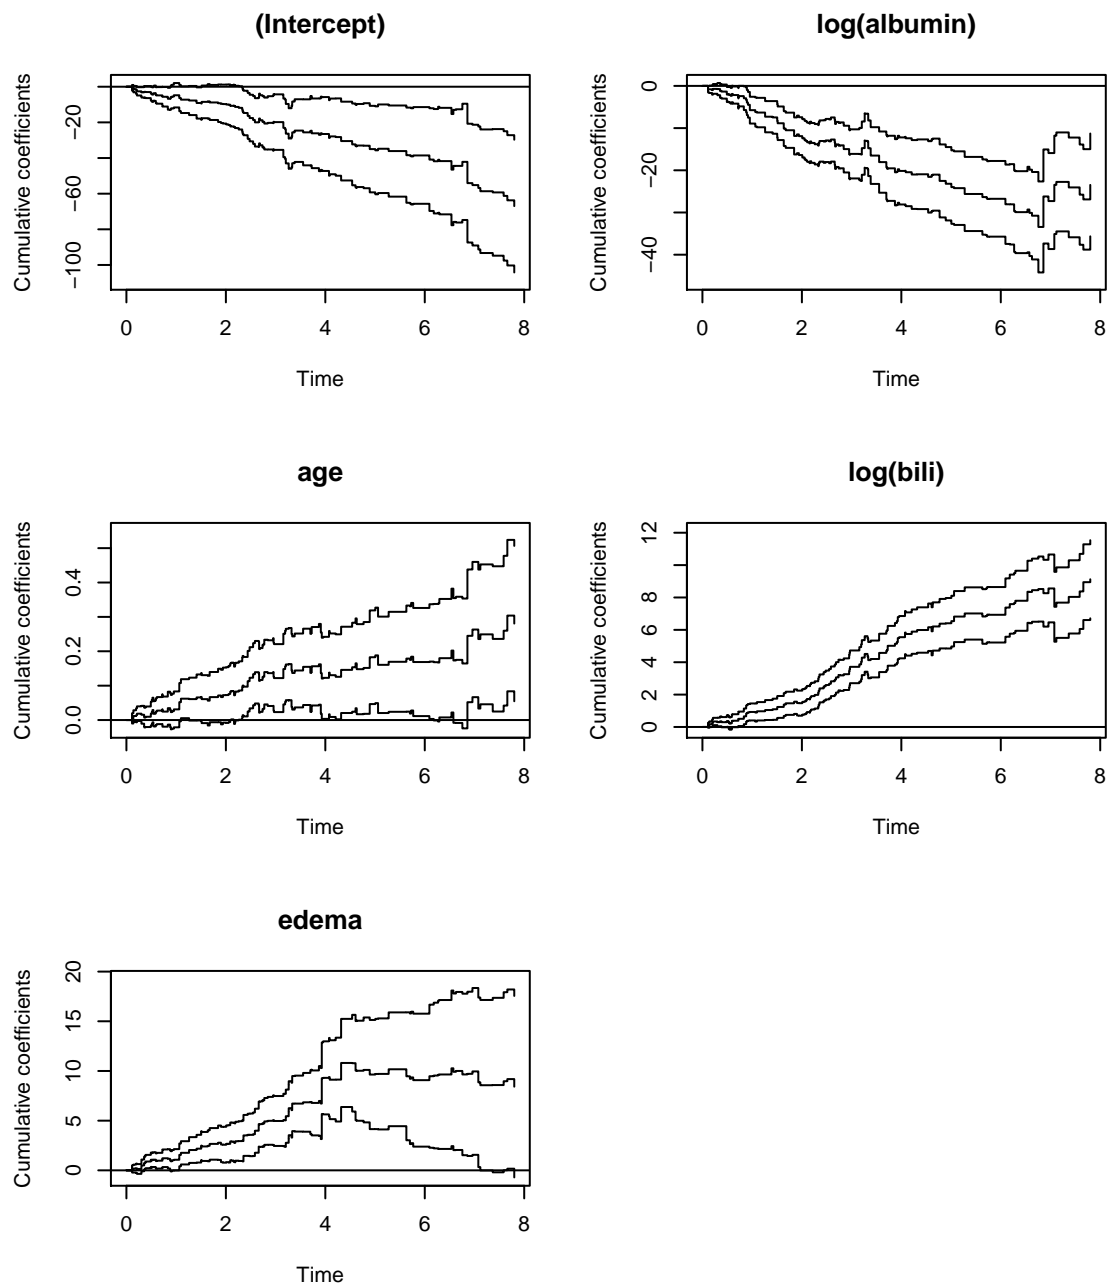 (Intercept)
Cumulative coefficients
−100
−60
−20
0 2 4 6 8
Time
log(albumin)
Cumulative coefficients
−40
−20
0
0 2 4 6 8
Time
age
Cumulative coefficients
0.0
0.2
0.4
0 2 4 6 8
Time
log(bili)
Cumulative coefficients
0
2
4
6
8
12
0 2 4 6 8
Time
edema
Cumulative coefficients
0
5
10
15
20
0 2 4 6 8
Time